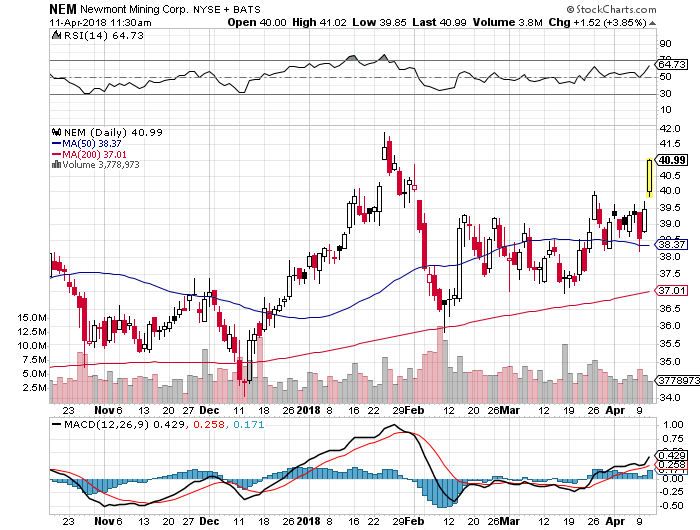 NEM Newmont Mining Corp. NYSE + BATS
© StockCharts.com
11-Apr-2018 11:30am
Open 40.00 High 41.02 Low 39.85 Last 40.99 Volume 3.8M Chg +1.52 (+3.85%)
RSI(14) 64.73
90
70
64.73
50
30
10
NEM (Daily) 40.99
MA(50) 38.37
MA(200) 37.01
Volume 3,778,973
42.0
41.5
40.99
40.5
40.0
39.5
39.0
38.5
38.37
38.0
37.5
37.01
36.5
36.0
35.5
35.0
3778973
34.0
15.0M
12.5M
10.0M
7.5M
5.0M
2.5M
23 Nov 6 13 20 27 Dec 11 18 26 2018 8 16 22 29 Feb 12 20 26 Mar 12 19 26 Apr 9
MACD(12,26,9) 0.429, 0.258, 0.171
1.00
0.75
0.429
0.258
0.171
0.00
-0.25
-0.50
23 Nov 6 13 20 27 Dec 11 18 26 2018 8 16 22 29 Feb 12 20 26 Mar 12 19 26 Apr 9